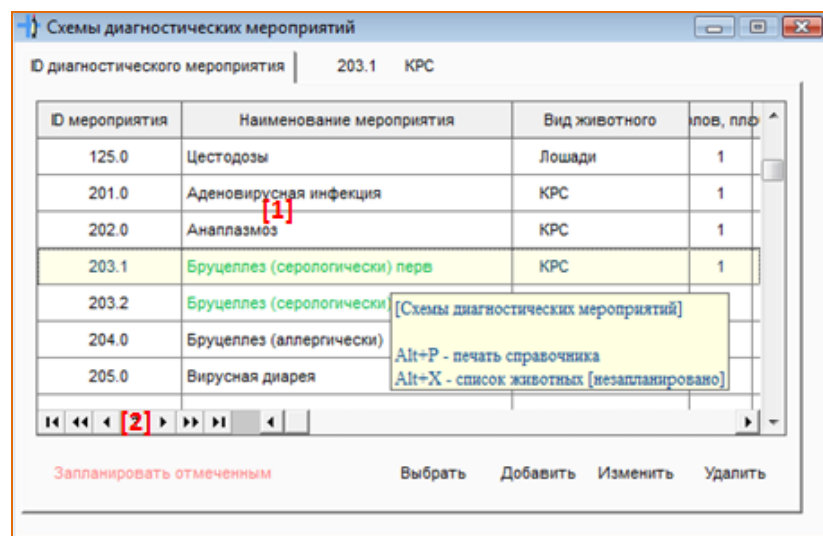 Схемы диагностических мероприятий
ID диагностического мероприятия 203.1 КРС
ID мероприятия Наименование мероприятия Вид животного
125.0 Цестодозы Лошади 1
201.0 Аденовирусная инфекция КРС 1
[1]
202.0 Анаплазмоз КРС 1
203.1 Бруцеллез (серологически) перв КРС 1
203.2 Бруцеллез (серологически)
[Схемы диагностических мероприятий]
204.0 Бруцеллез (аллергически)
Alt+P - печать справочника
205.0 Вирусная диарея
Alt+X - список животных [незапланировано]
[2]
Запланировать отмеченным Выбрать Добавить Изменить Удалить